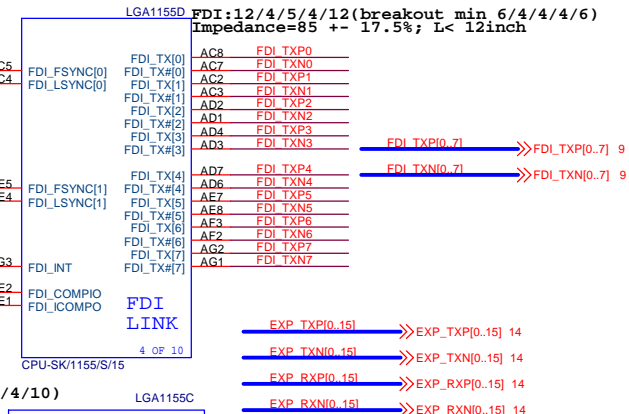 LGA1155D
FDI:12/4/5/4/12(breakout min 6/4/4/4/6)
Impedance=85 +- 17.5%; L< 12inch
FDI_TX[0] AC8 FDI_TXP0
C5 FDI_FSYNC[0] FDI_TX#[0] AC7 FDI_TXN0
C4 FDI_LSYNC[0] FDI_TX[1] AC2 FDI_TXP1
FDI_TX#[1] AC3 FDI_TXN1
FDI_TX[2] AD2 FDI_TXP2
FDI_TX#[2] AD1 FDI_TXN2
FDI_TX[3] AD4 FDI_TXP3
FDI_TX#[3] AD3 FDI_TXN3
FDI_TXP[0..7] FDI_TXP[0..7] 9
FDI_TX[4] AD7 FDI_TXP4
FDI_TXN[0..7] FDI_TXN[0..7] 9
E5 FDI_FSYNC[1] FDI_TX#[4] AD6 FDI_TXN4
E4 FDI_LSYNC[1] FDI_TX[5] AE7 FDI_TXP5
FDI_TX#[5] AE8 FDI_TXN5
FDI_TX[6] AF3 FDI_TXP6
FDI_TX#[6] AF2 FDI_TXN6
FDI_TX[7] AG2 FDI_TXP7
G3 FDI_INT FDI_TX#[7] AG1 FDI_TXN7
E2 FDI_COMPIO
E1 FDI_ICOMPO
FDI
LINK
4 OF 10
CPU-SK/1155/S/15
EXP_TXP[0..15] EXP_TXP[0..15] 14
EXP_TXN[0..15] EXP_TXN[0..15] 14
EXP_RXP[0..15] EXP_RXP[0..15] 14
EXP_RXN[0..15] EXP_RXN[0..15] 14
/4/10)
LGA1155C